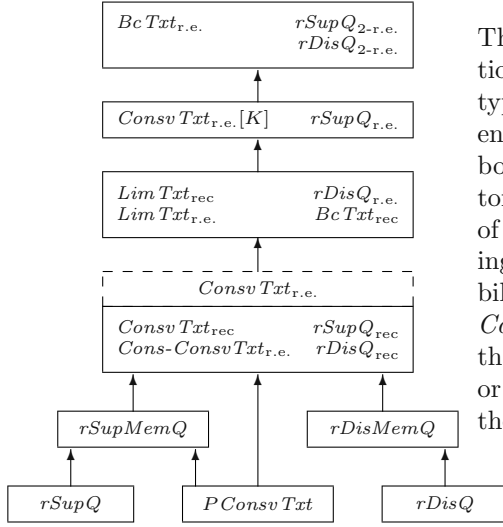 BcTxt_r.e. rSupQ_2-r.e.
rDisQ_2-r.e.
ConsvTxt_r.e.[K] rSupQ_r.e.
LimTxt_rec rDisQ_r.e.
LimTxt_r.e. BcTxt_rec
ConsvTxt_r.e.
ConsvTxt_rec rSupQ_rec
Cons-ConsvTxt_r.e. rDisQ_rec
rSupMemQ rDisMemQ
rSupQ PConsvTxt rDisQ
Th
tio
typ
en
bo
to
of
ing
bil
Co
th
or
th